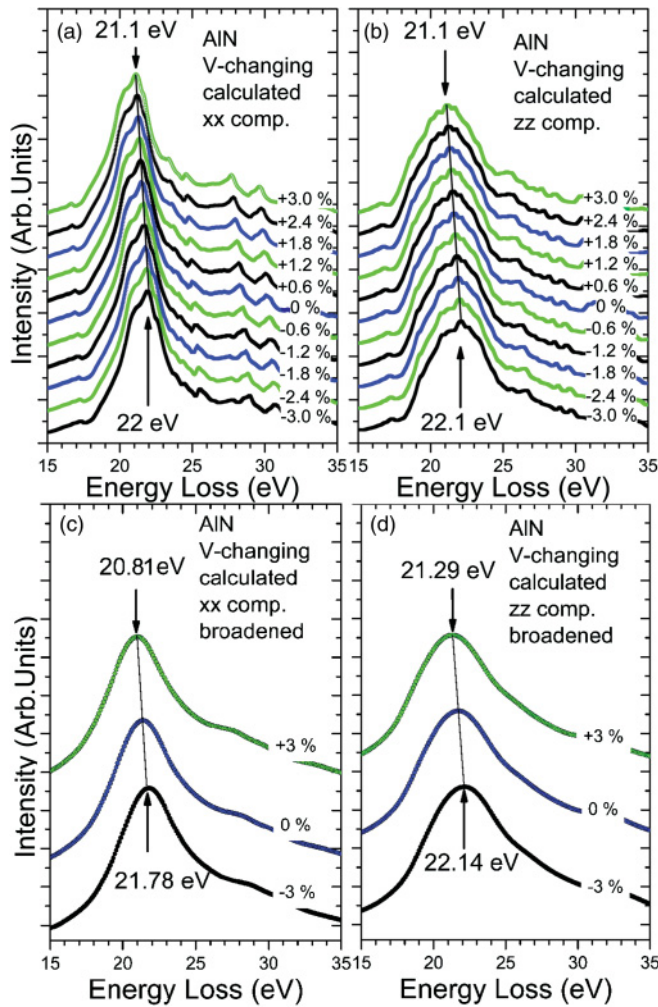 (a)
21.1 eV
AlN
V-changing
calculated
xx comp.
+3.0 %
+2.4 %
+1.8 %
+1.2 %
+0.6 %
0 %
-0.6 %
-1.2 %
-1.8 %
-2.4 %
-3.0 %
22 eV
Intensity (Arb.Units)
15 20 25 30 35
Energy Loss (eV)
(b)
21.1 eV
AlN
V-changing
calculated
zz comp.
+3.0 %
+2.4 %
+1.8 %
+1.2 %
+0.6 %
0 %
-0.6 %
-1.2 %
-1.8 %
-2.4 %
-3.0 %
22.1 eV
15 20 25 30 35
Energy Loss (eV)
(c)
20.81eV
AlN
V-changing
calculated
xx comp.
broadened
+3 %
0 %
-3 %
21.78 eV
Intensity (Arb.Units)
15 20 25 30 35
Energy Loss (eV)
(d)
21.29 eV
AlN
V-changing
calculated
zz comp.
broadened
+3 %
0 %
-3 %
22.14 eV
15 20 25 30 35
Energy Loss (eV)